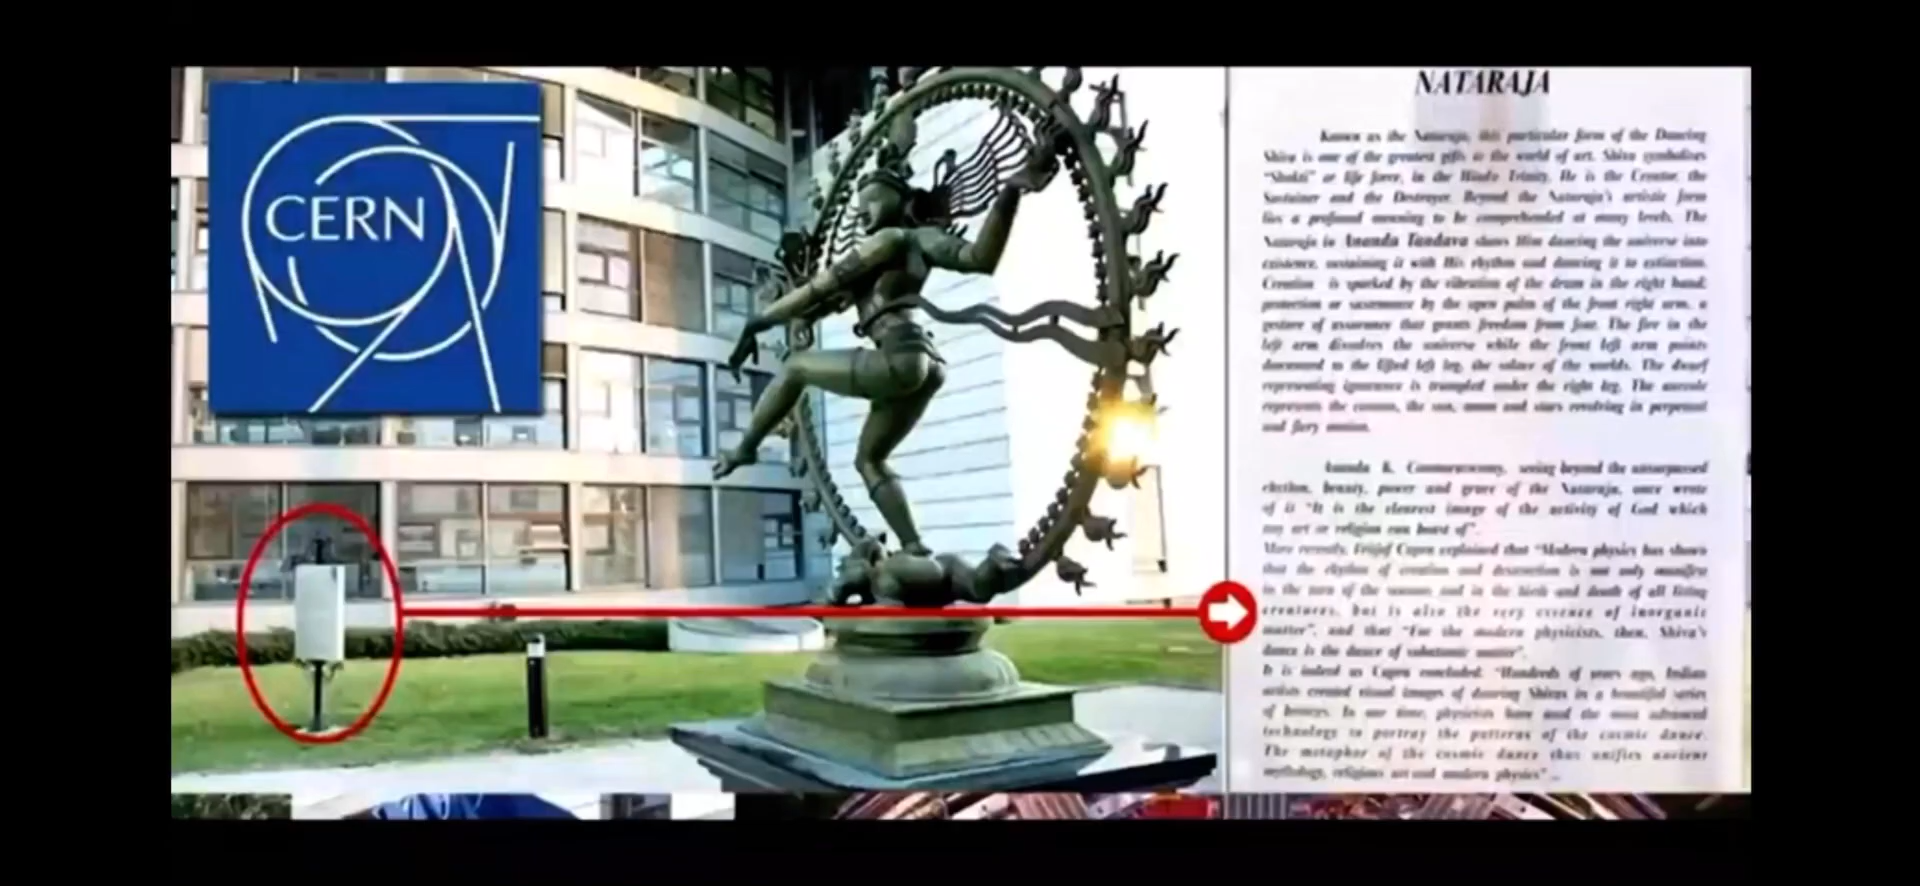 CERN
NATARAJA
Known as the Nataraja, this particular form of the Dancing
Shiva is one of the greatest gifts to the world of art. Shiva symbolises
"Shakti" or life force, in the Hindu Trinity. He is the Creator, the
Sustainer and the Destroyer. Beyond the Nataraja's artistic form
lies a profound meaning to be comprehended at many levels. The
Nataraja in Ananda Tandava shows Him dancing the universe into
existence, sustaining it with His rhythm and dancing it to extinction.
Creation is sparked by the vibration of the drum in the right hand;
protection or sustenance by the open palm of the front right arm, a
gesture of assurance that grants freedom from fear. The fire in the
left arm dissolves the universe while the front left arm points
downward to the lifted left leg, the solace of the worlds. The dwarf
representing ignorance is trampled under the right leg. The aureole
represents the cosmos, the sun, moon and stars revolving in perpetual
and fiery motion.
Ananda K. Coomaraswamy, seeing beyond the unsurpassed
rhythm, beauty, power and grace of the Nataraja, once wrote
of it "It is the clearest image of the activity of God which
any art or religion can boast of".
More recently, Fritjof Capra explained that "Modern physics has shown
that the rhythm of creation and destruction is not only manifest
in the turn of the seasons and in the birth and death of all living
creatures, but is also the very essence of inorganic
matter", and that "For the modern physicists, then, Shiva's
dance is the dance of subatomic matter".
It is indeed as Capra concluded: "Hundreds of years ago, Indian
artists created visual images of dancing Shivas in a beautiful series
of bronzes. In our time, physicists have used the most advanced
technology to portray the patterns of the cosmic dance.
The metaphor of the cosmic dance thus unifies ancient
mythology, religious art and modern physics"